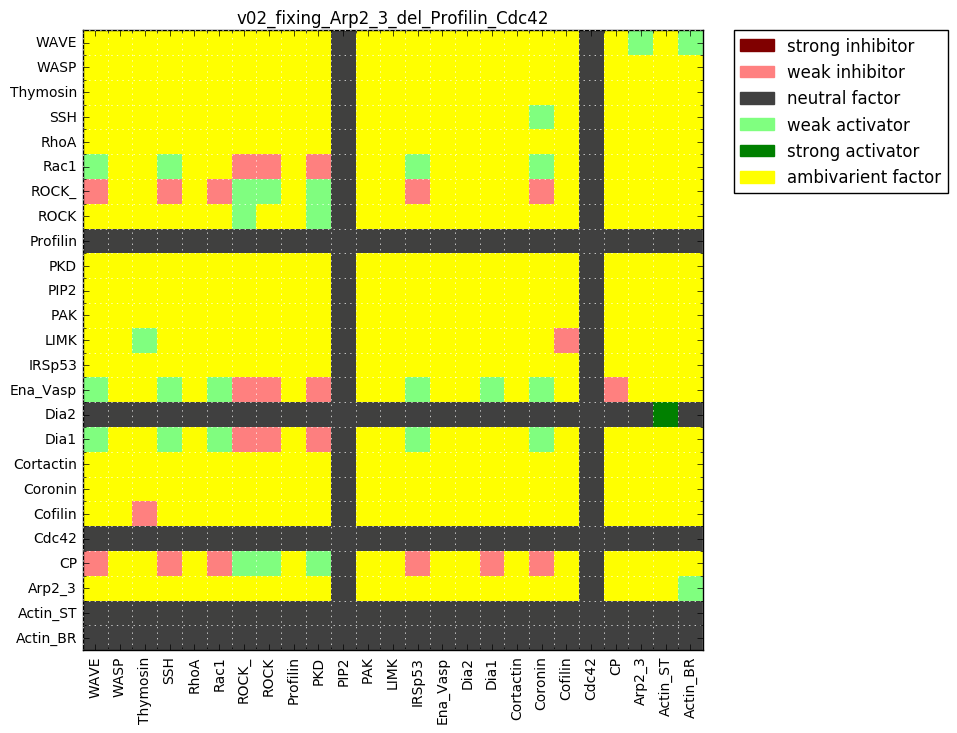 v02_fixing_Arp2_3_del_Profilin_Cdc42
WAVE
WASP
Thymosin
SSH
RhoA
Rac1
ROCK_
ROCK
Profilin
PKD
PIP2
PAK
LIMK
IRSp53
Ena_Vasp
Dia2
Dia1
Cortactin
Coronin
Cofilin
Cdc42
CP
Arp2_3
Actin_ST
Actin_BR
WAVE
WASP
Thymosin
SSH
RhoA
Rac1
ROCK_
ROCK
Profilin
PKD
PIP2
PAK
LIMK
IRSp53
Ena_Vasp
Dia2
Dia1
Cortactin
Coronin
Cofilin
Cdc42
CP
Arp2_3
Actin_ST
Actin_BR
strong inhibitor
weak inhibitor
neutral factor
weak activator
strong activator
ambivarient factor